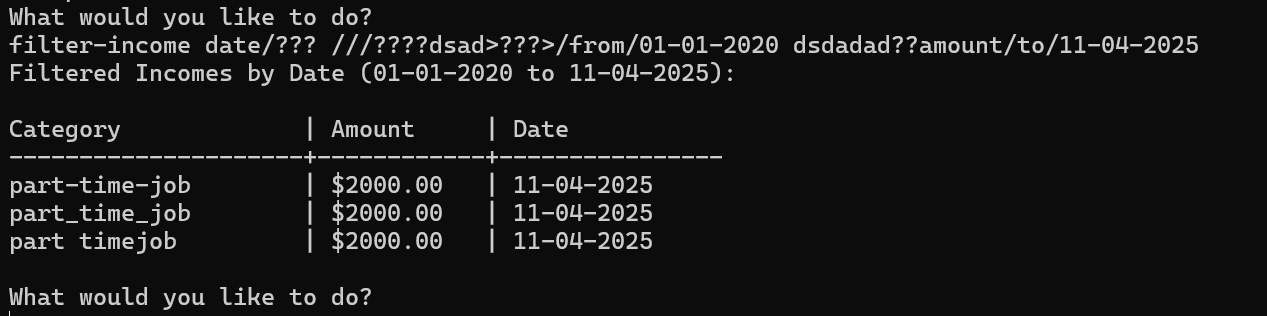 What would you like to do?
filter-income date/??? ///????dsad>???>/from/01-01-2020 dsdadad??amount/to/11-04-2025
Filtered Incomes by Date (01-01-2020 to 11-04-2025):
Category | Amount | Date
---------------------+------------+----------------
part-time-job | $2000.00 | 11-04-2025
part_time_job | $2000.00 | 11-04-2025
part timejob | $2000.00 | 11-04-2025
What would you like to do?